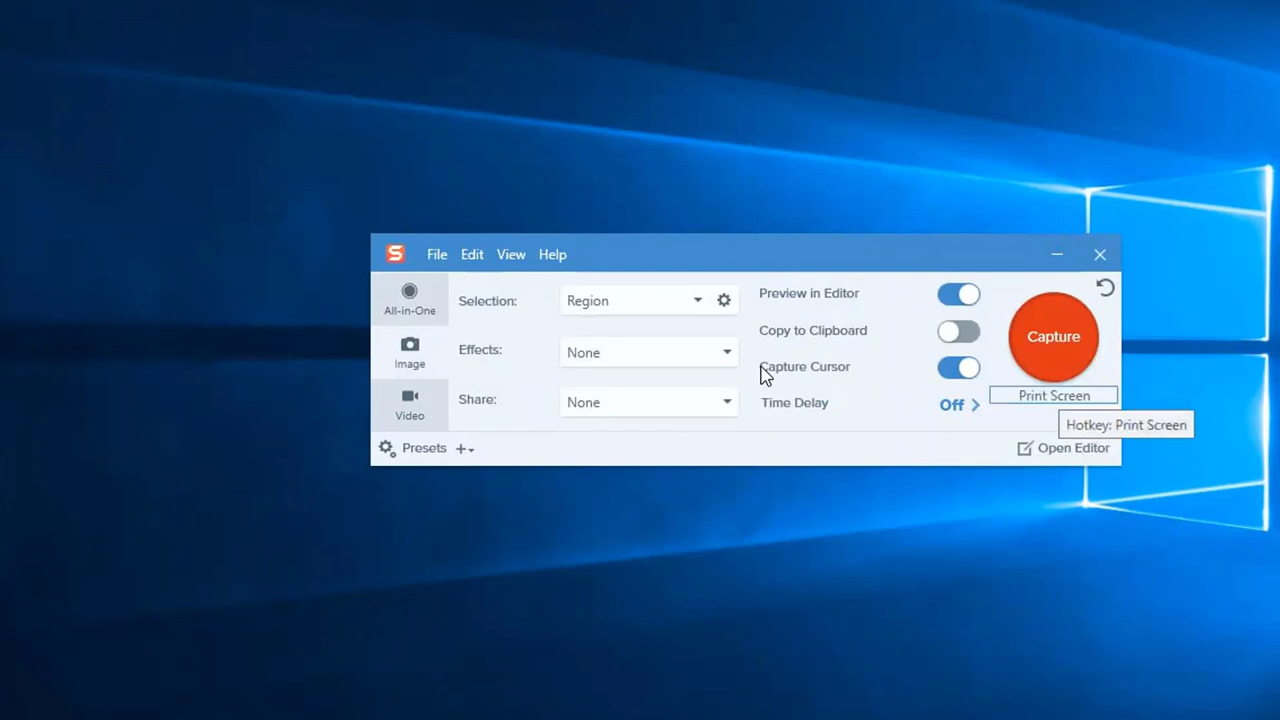 S File Edit View Help
All-in-One
Image
Video
Selection: Region
Effects: None
Share: None
Preview in Editor
Copy to Clipboard
Capture Cursor
Time Delay Off
Capture
Print Screen
Hotkey: Print Screen
Presets
Open Editor